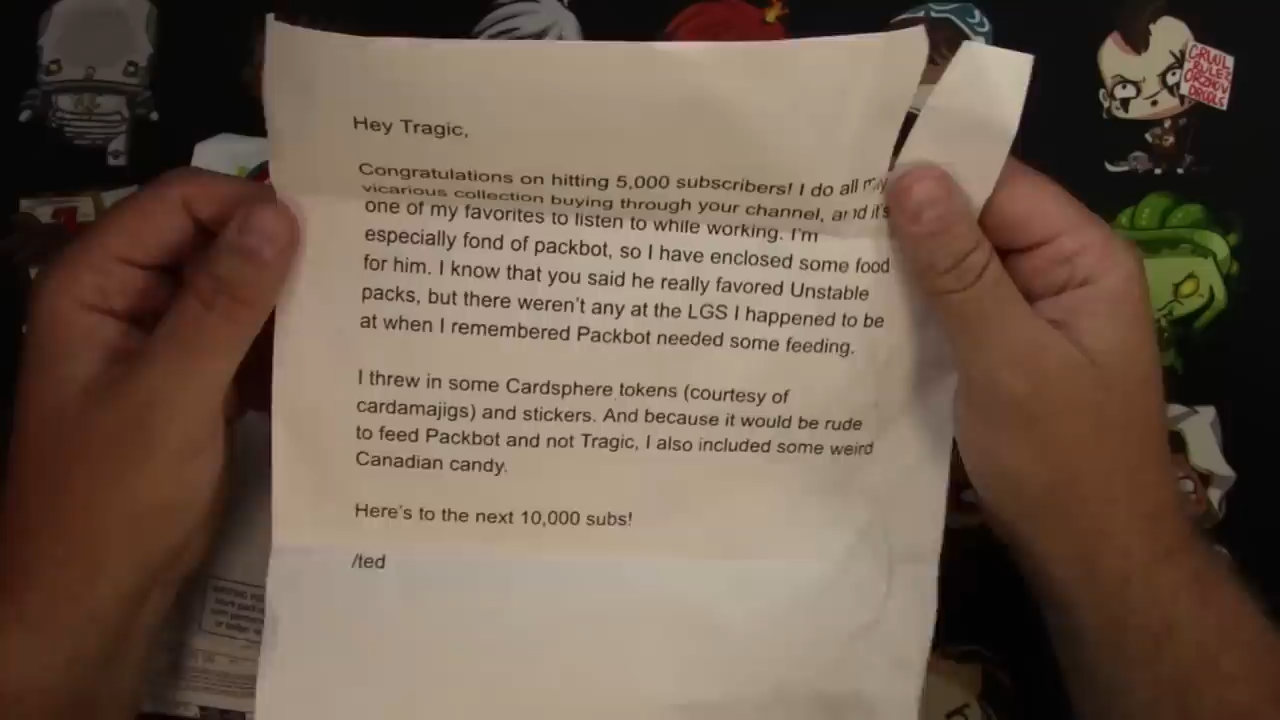 Hey Tragic,
Congratulations on hitting 5,000 subscribers! I do all my
vicarious collection buying through your channel, and it's
one of my favorites to listen to while working. I'm
especially fond of packbot, so I have enclosed some food
for him. I know that you said he really favored Unstable
packs, but there weren't any at the LGS I happened to be
at when I remembered Packbot needed some feeding.
I threw in some Cardsphere tokens (courtesy of
cardamajigs) and stickers. And because it would be rude
to feed Packbot and not Tragic, I also included some weird
Canadian candy.
Here's to the next 10,000 subs!
/ted
GRUL
RULEZ
ORZHOV
DROOLS